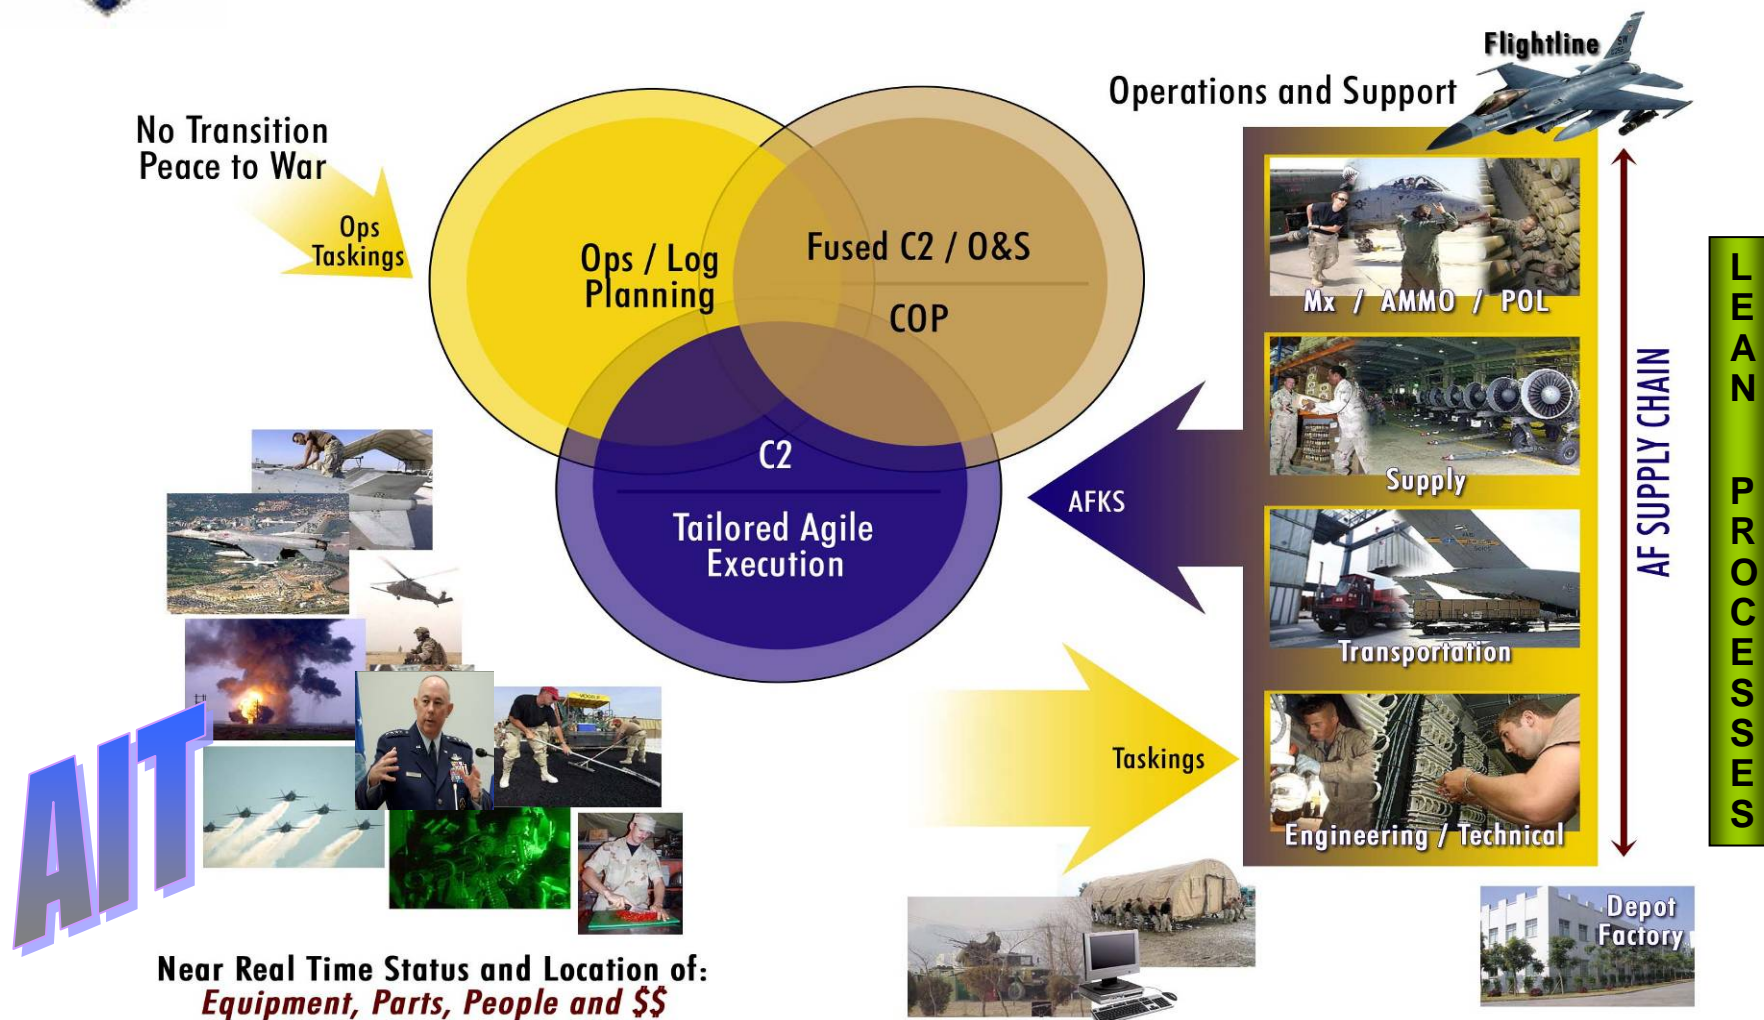 Flightline
Operations and Support
No Transition
Peace to War
Ops
Taskings
Ops / Log
Planning
Fused C2 / O&S
COP
C2
Tailored Agile
Execution
AFKS
Mx / AMMO / POL
Supply
Transportation
Engineering / Technical
AF SUPPLY CHAIN
LEAN PROCESSES
Taskings
Depot
Factory
AIT
Near Real Time Status and Location of:
Equipment, Parts, People and $$